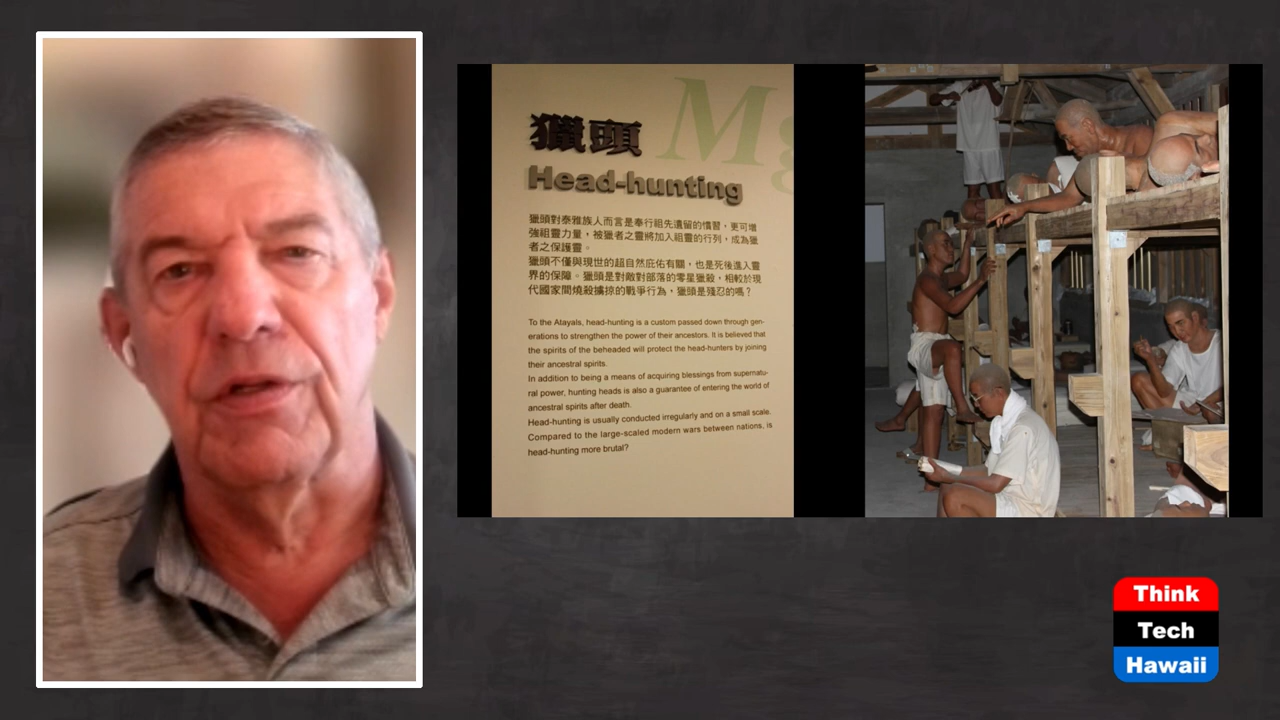 獵頭
Mg
Head-hunting
獵頭對泰雅族人而言是奉行祖先遺留的慣習，更可增
強祖靈力量，被獵者之靈將加入祖靈的行列，成為獵
者之保護靈。
獵頭不僅與現世的超自然庇佑有關，也是死後進入靈
界的保障。獵頭是對敵對部落的零星獵殺，相較於現
代國家間燒殺擄掠的戰爭行為，獵頭是殘忍的嗎？
To the Atayals, head-hunting is a custom passed down through gen-
erations to strengthen the power of their ancestors. It is believed that
the spirits of the beheaded will protect the head-hunters by joining
their ancestral spirits.
In addition to being a means of acquiring blessings from supernatu-
ral power, hunting heads is also a guarantee of entering the world of
ancestral spirits after death.
Head-hunting is usually conducted irregularly and on a small scale.
Compared to the large-scaled modern wars between nations, is
head-hunting more brutal?
Think
Tech
Hawaii